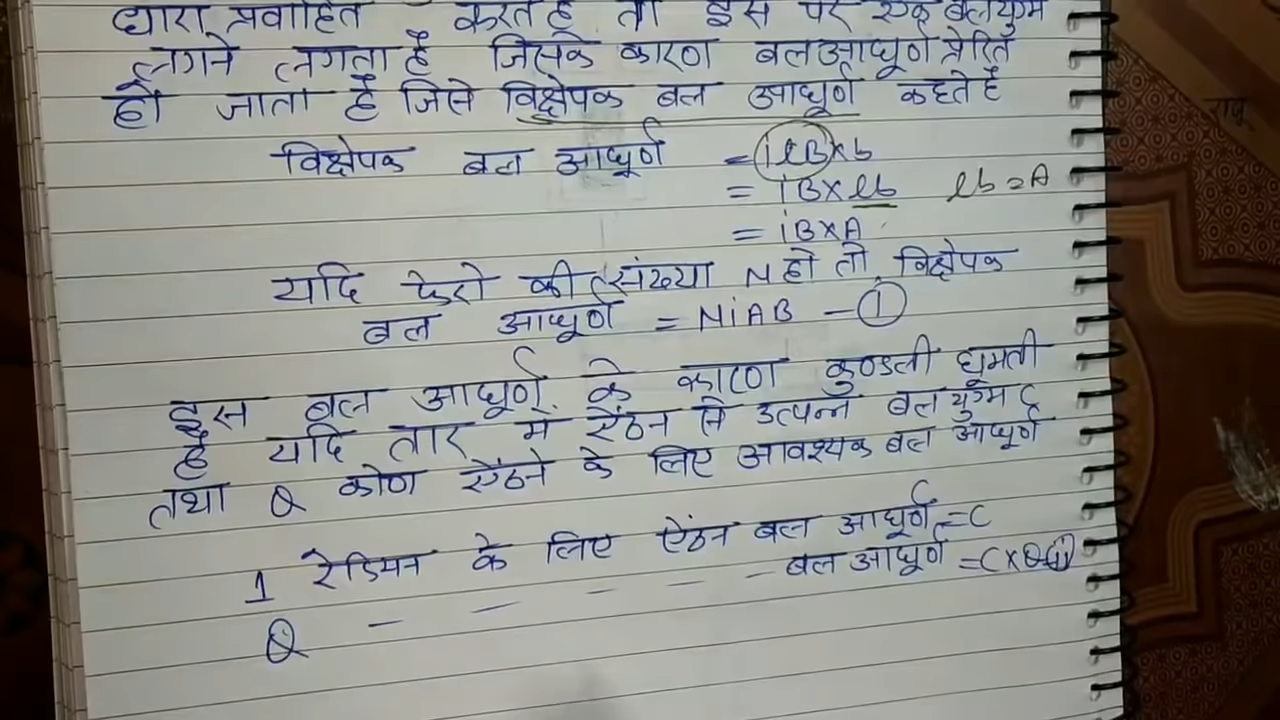 धारा प्रवाहित करते है तो इस पर एक बलयुग्म
लगने लगता है जिसके कारण बलआघूर्ण प्रेरित
हो जाता है जिसे विक्षेपक बल आघूर्ण कहते है
विक्षेपक बल आघूर्ण = ilB×b
= iB×lb lb=A
= iB×A
यदि फेरो की संख्या N हो तो विक्षेपक
बल आघूर्ण = NiAB - ①
इस बल आघूर्ण के कारण कुण्डली घूमती
है यदि तार में ऐंठन से उत्पन्न बलयुग्म C
तथा Q कोण ऐंठने के लिए आवश्यक बल आघूर्ण
1 रेडियन के लिए ऐंठन बल आघूर्ण = C
Q - - - - - बल आघूर्ण = C×Q